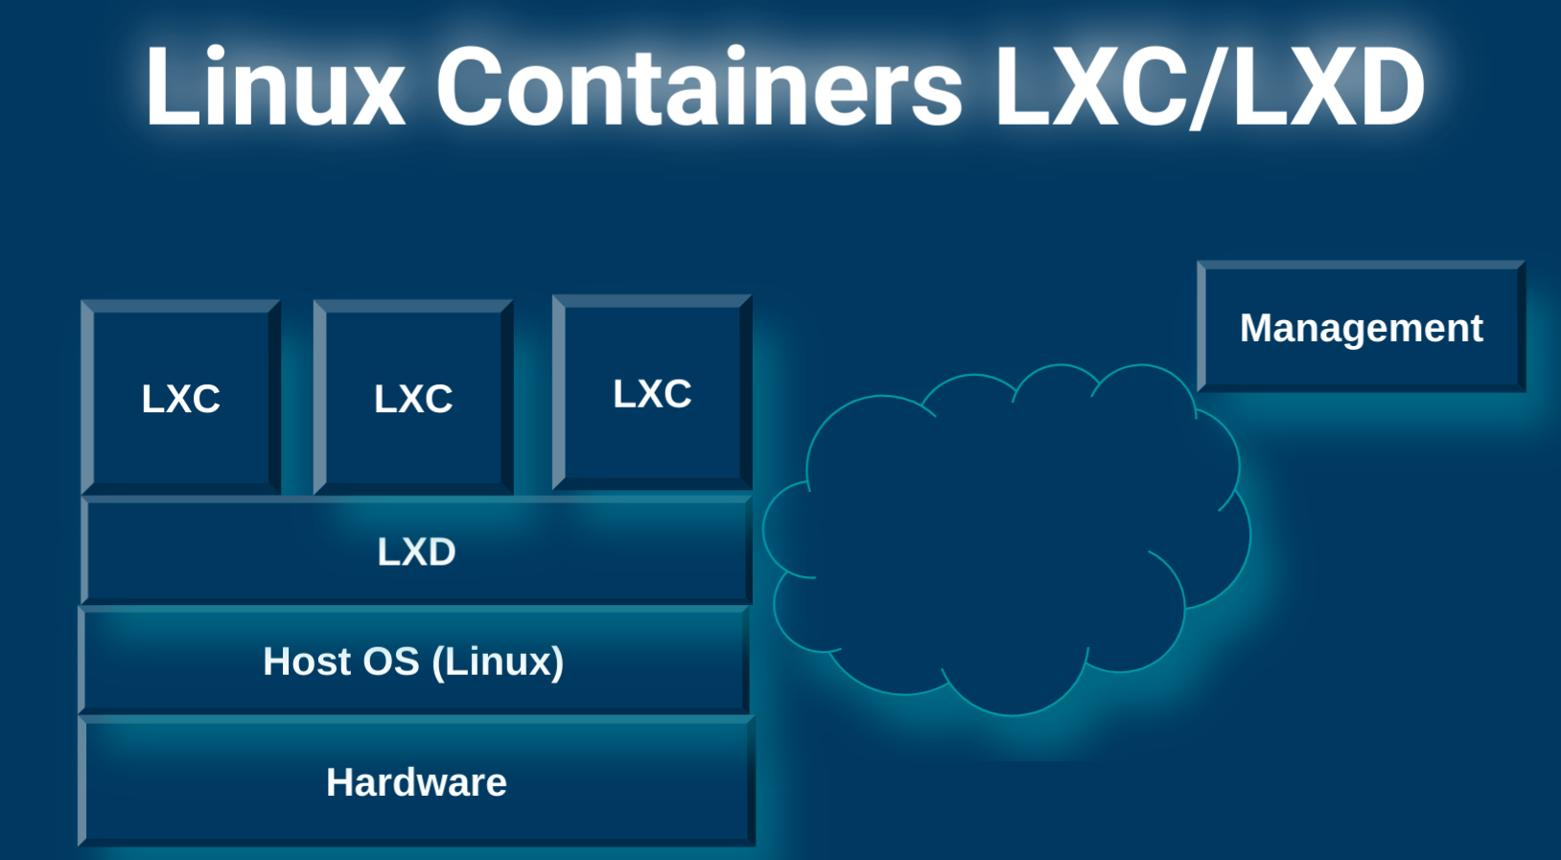 Linux Containers LXC/LXD
Management
LXC
LXC
LXC
LXD
Host OS (Linux)
Hardware